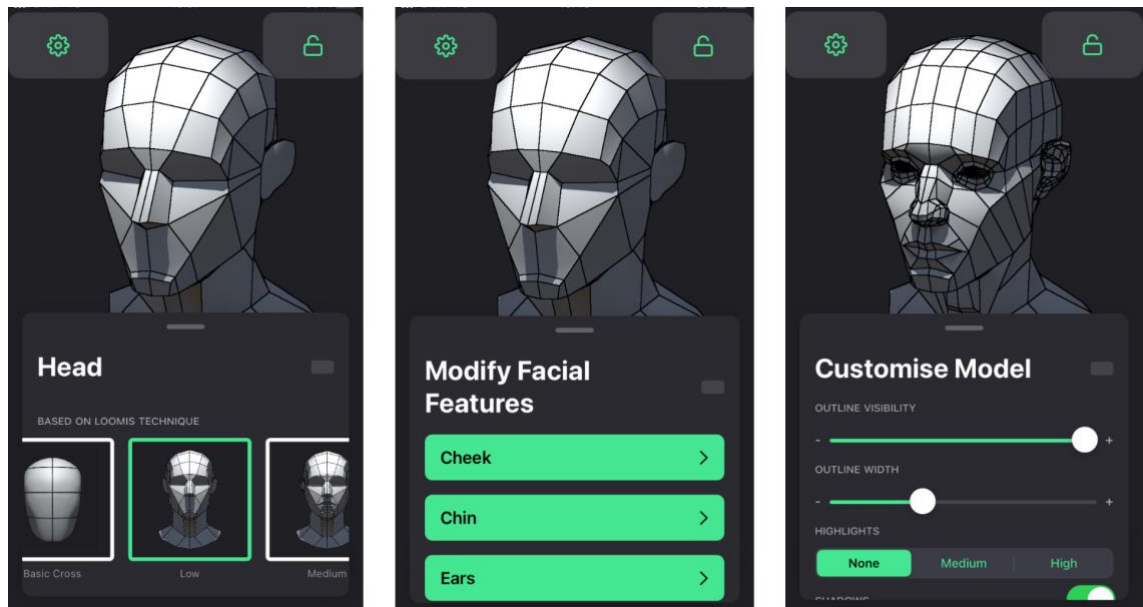 Head
BASED ON LOOMIS TECHNIQUE
Basic Cross
Low
Medium
Modify Facial
Features
Cheek
Chin
Ears
Customise Model
OUTLINE VISIBILITY
- +
OUTLINE WIDTH
- +
HIGHLIGHTS
None Medium High
SHADOWS